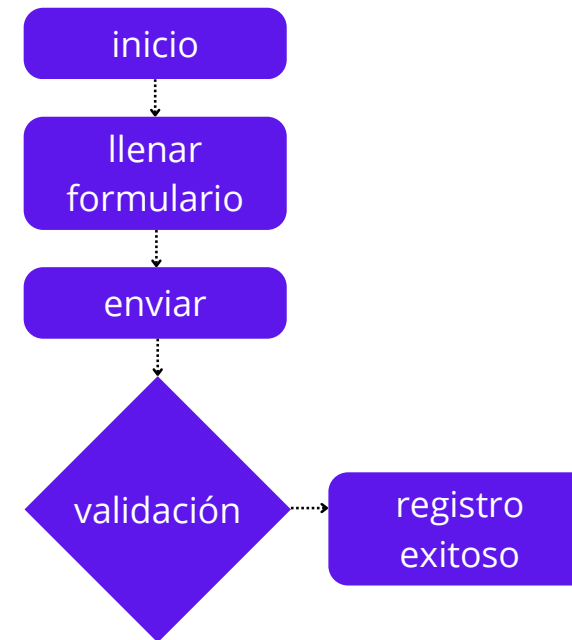 inicio
llenar
formulario
enviar
validación
registro
exitoso